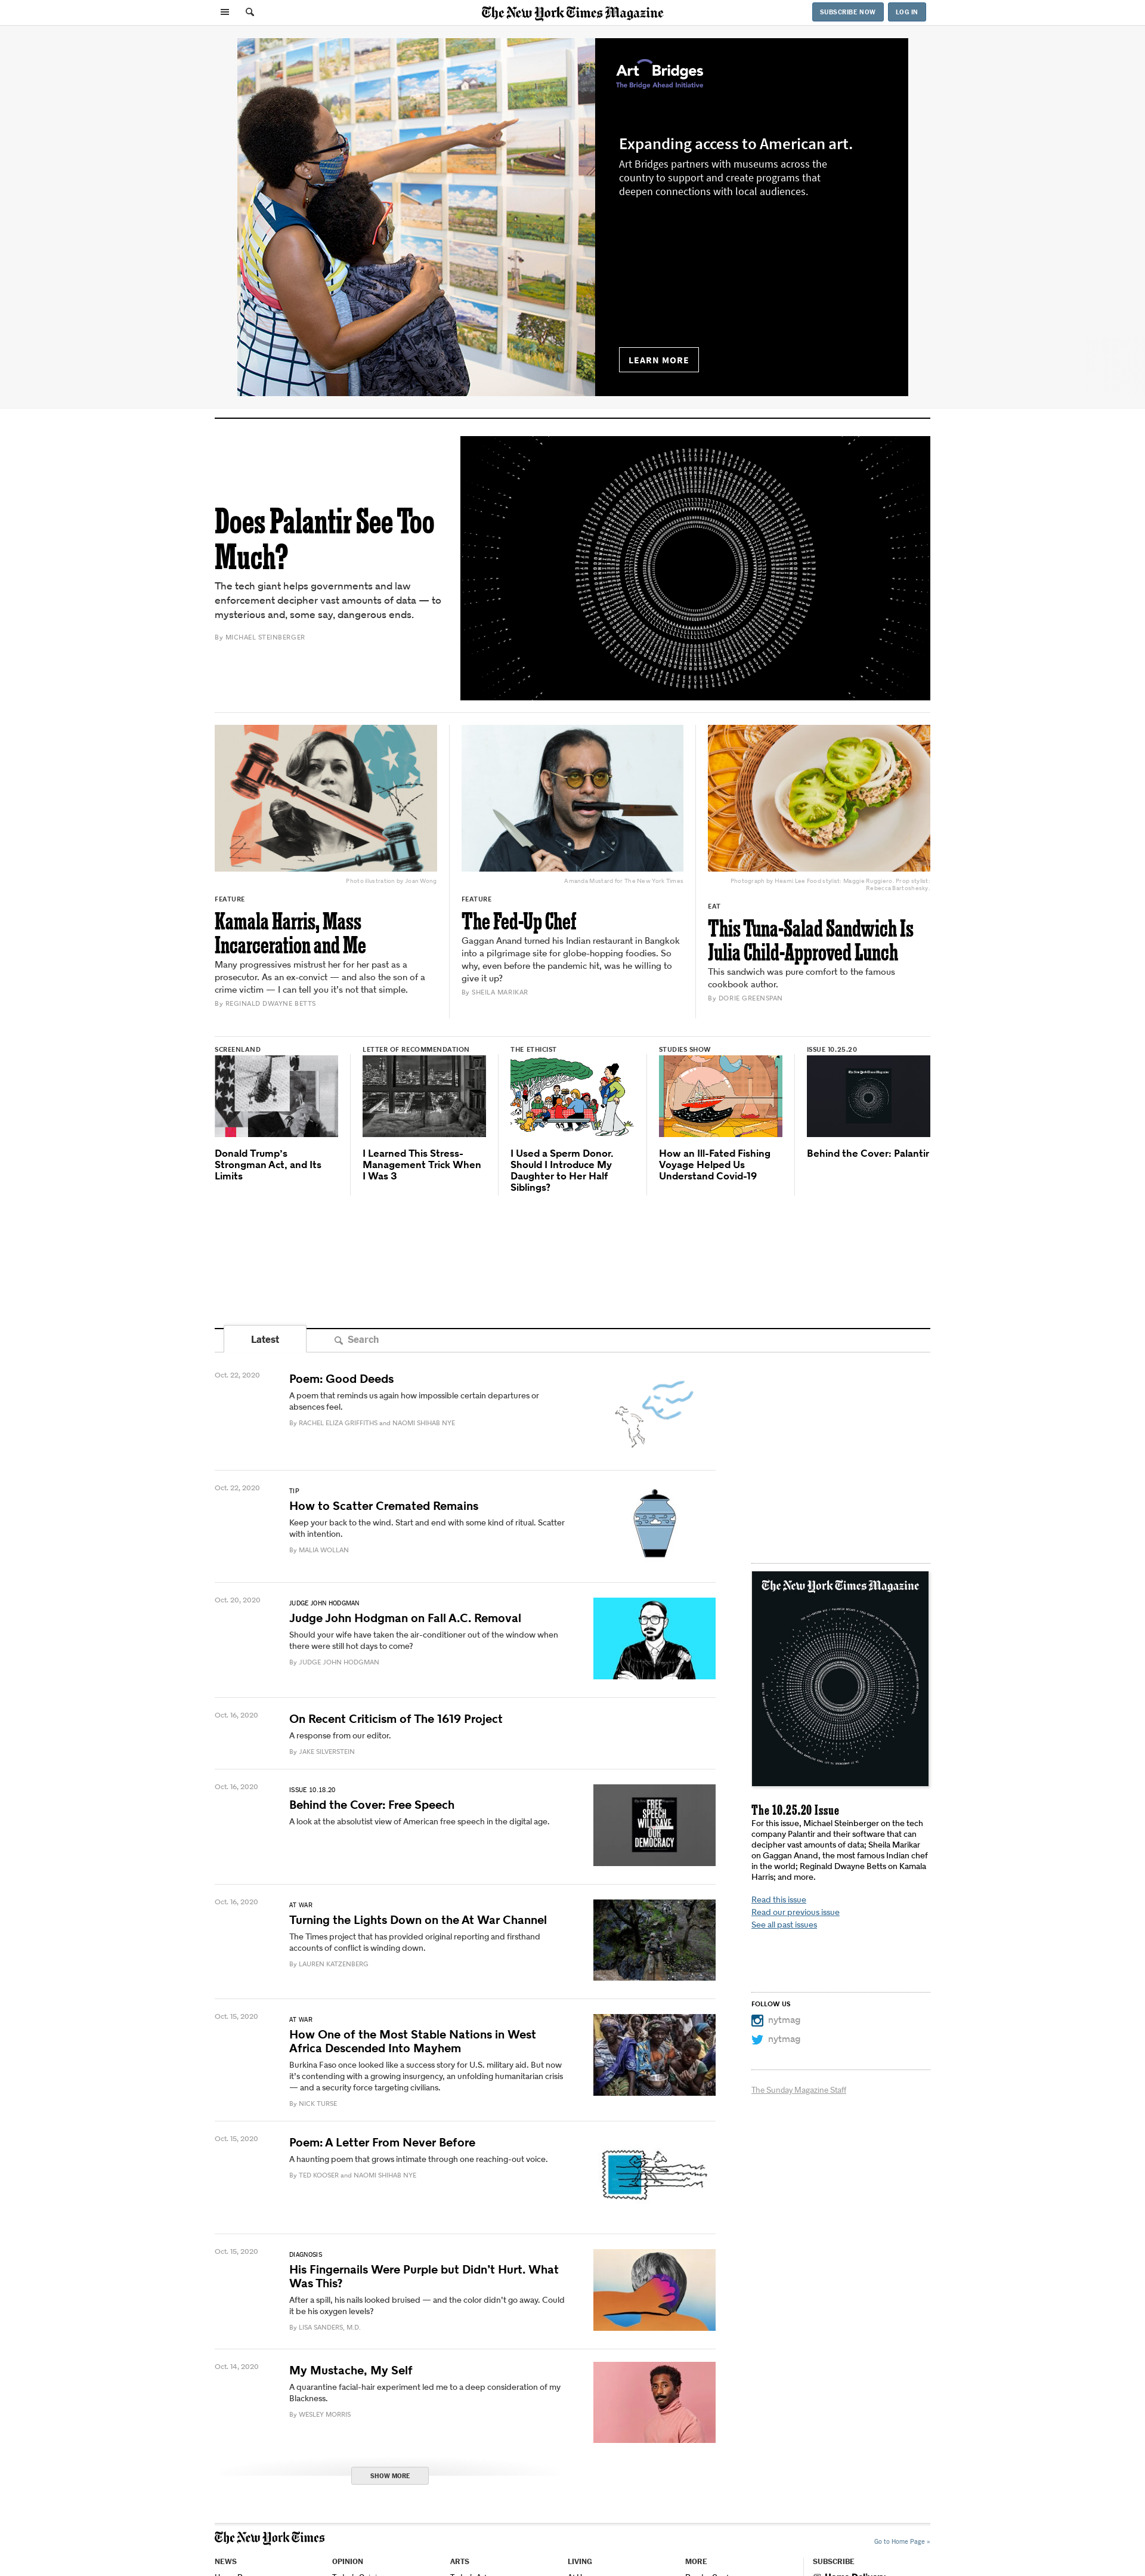 The New York Times Magazine
SUBSCRIBE NOW
LOG IN
Art Bridges
The Bridge Ahead Initiative
Expanding access to American art.
Art Bridges partners with museums across the
country to support and create programs that
deepen connections with local audiences.
LEARN MORE
Does Palantir See Too
Much?
The tech giant helps governments and law
enforcement decipher vast amounts of data — to
mysterious and, some say, dangerous ends.
By MICHAEL STEINBERGER
Photo illustration by Joan Wong
FEATURE
Kamala Harris, Mass
Incarceration and Me
Many progressives mistrust her for her past as a
prosecutor. As an ex-convict — and also the son of a
crime victim — I can tell you it's not that simple.
By REGINALD DWAYNE BETTS
Amanda Mustard for The New York Times
FEATURE
The Fed-Up Chef
Gaggan Anand turned his Indian restaurant in Bangkok
into a pilgrimage site for globe-hopping foodies. So
why, even before the pandemic hit, was he willing to
give it up?
By SHEILA MARIKAR
Photograph by Heami Lee Food stylist: Maggie Ruggiero. Prop stylist:
Rebecca Bartoshesky.
EAT
This Tuna-Salad Sandwich Is
Julia Child-Approved Lunch
This sandwich was pure comfort to the famous
cookbook author.
By DORIE GREENSPAN
SCREENLAND
Donald Trump's
Strongman Act, and Its
Limits
LETTER OF RECOMMENDATION
I Learned This Stress-
Management Trick When
I Was 3
THE ETHICIST
I Used a Sperm Donor.
Should I Introduce My
Daughter to Her Half
Siblings?
STUDIES SHOW
How an Ill-Fated Fishing
Voyage Helped Us
Understand Covid-19
ISSUE 10.25.20
Behind the Cover: Palantir
Latest
Search
Oct. 22, 2020
Poem: Good Deeds
A poem that reminds us again how impossible certain departures or
absences feel.
By RACHEL ELIZA GRIFFITHS and NAOMI SHIHAB NYE
Oct. 22, 2020
TIP
How to Scatter Cremated Remains
Keep your back to the wind. Start and end with some kind of ritual. Scatter
with intention.
By MALIA WOLLAN
Oct. 20, 2020
JUDGE JOHN HODGMAN
Judge John Hodgman on Fall A.C. Removal
Should your wife have taken the air-conditioner out of the window when
there were still hot days to come?
By JUDGE JOHN HODGMAN
Oct. 16, 2020
On Recent Criticism of The 1619 Project
A response from our editor.
By JAKE SILVERSTEIN
Oct. 16, 2020
ISSUE 10.18.20
Behind the Cover: Free Speech
A look at the absolutist view of American free speech in the digital age.
FREE
SPEECH
WILL SAVE
OUR
DEMOCRACY
Oct. 16, 2020
AT WAR
Turning the Lights Down on the At War Channel
The Times project that has provided original reporting and firsthand
accounts of conflict is winding down.
By LAUREN KATZENBERG
Oct. 15, 2020
AT WAR
How One of the Most Stable Nations in West
Africa Descended Into Mayhem
Burkina Faso once looked like a success story for U.S. military aid. But now
it's contending with a growing insurgency, an unfolding humanitarian crisis
— and a security force targeting civilians.
By NICK TURSE
Oct. 15, 2020
Poem: A Letter From Never Before
A haunting poem that grows intimate through one reaching-out voice.
By TED KOOSER and NAOMI SHIHAB NYE
Oct. 15, 2020
DIAGNOSIS
His Fingernails Were Purple but Didn't Hurt. What
Was This?
After a spill, his nails looked bruised — and the color didn't go away. Could
it be his oxygen levels?
By LISA SANDERS, M.D.
Oct. 14, 2020
My Mustache, My Self
A quarantine facial-hair experiment led me to a deep consideration of my
Blackness.
By WESLEY MORRIS
SHOW MORE
The New York Times Magazine
The 10.25.20 Issue
For this issue, Michael Steinberger on the tech
company Palantir and their software that can
decipher vast amounts of data; Sheila Marikar
on Gaggan Anand, the most famous Indian chef
in the world; Reginald Dwayne Betts on Kamala
Harris; and more.
Read this issue
Read our previous issue
See all past issues
FOLLOW US
nytmag
nytmag
The Sunday Magazine Staff
The New York Times
Go to Home Page »
NEWS
OPINION
ARTS
LIVING
MORE
SUBSCRIBE